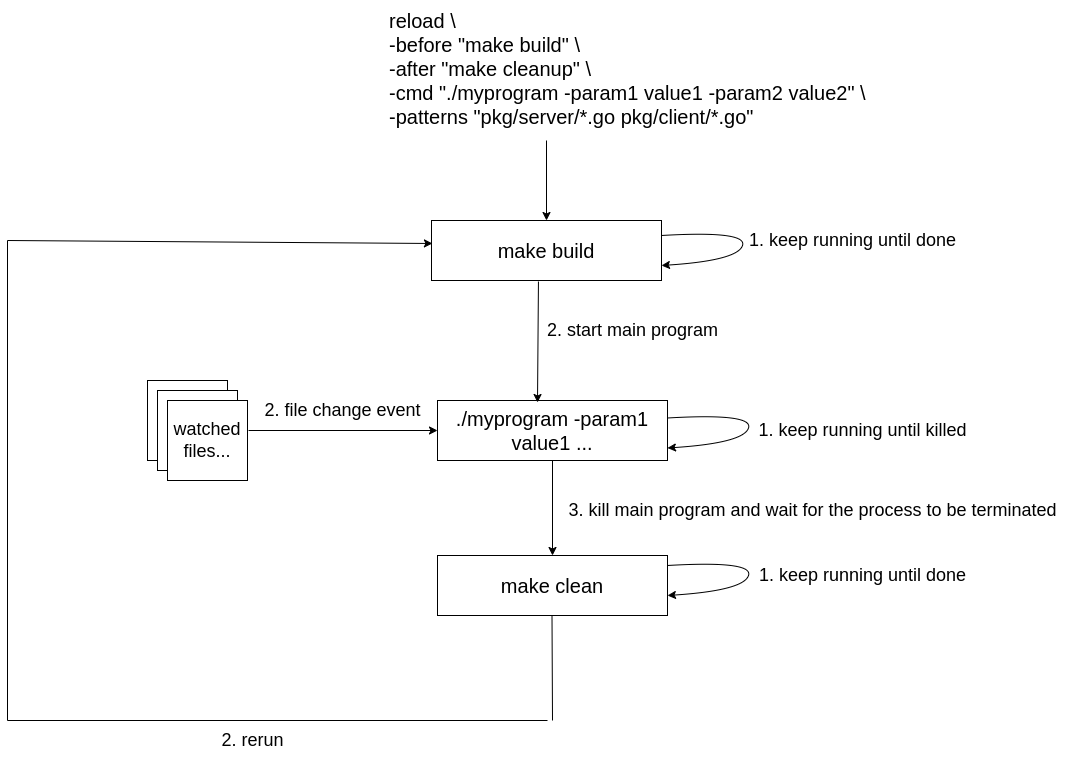 reload \
-before "make build" \
-after "make cleanup" \
-cmd "./myprogram -param1 value1 -param2 value2" \
-patterns "pkg/server/*.go pkg/client/*.go"
make build
1. keep running until done
2. start main program
watched
files...
2. file change event
./myprogram -param1
value1 ...
1. keep running until killed
3. kill main program and wait for the process to be terminated
make clean
1. keep running until done
2. rerun